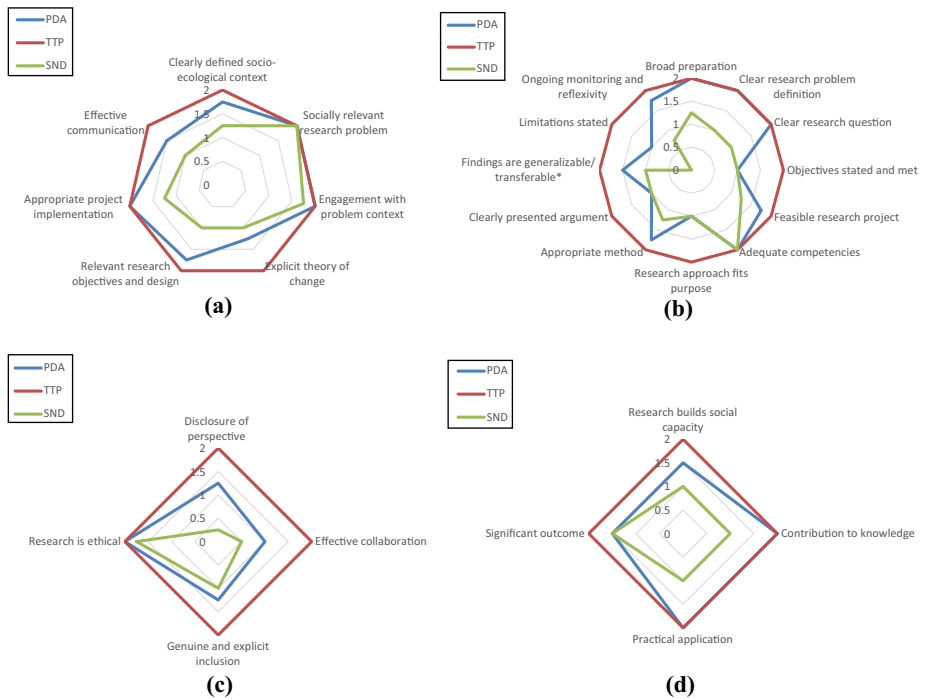 PDA
TTP
SND
Clearly defined socio-
ecological context
2
1.5
1
0.5
0
Socially relevant
research problem
Engagement with
problem context
Explicit theory of
change
Relevant research
objectives and design
Appropriate project
implementation
Effective
communication
(a)
PDA
TTP
SND
Broad preparation
2
1.5
1
0.5
0
Clear research problem
definition
Clear research question
Objectives stated and met
Feasible research project
Adequate competencies
Research approach fits
purpose
Appropriate method
Clearly presented argument
Findings are generalizable/
transferable*
Limitations stated
Ongoing monitoring and
reflexivity
(b)
PDA
TTP
SND
Disclosure of
perspective
2
1.5
1
0.5
0
Effective collaboration
Genuine and explicit
inclusion
Research is ethical
(c)
PDA
TTP
SND
Research builds social
capacity
2
1.5
1
0.5
0
Contribution to knowledge
Practical application
Significant outcome
(d)